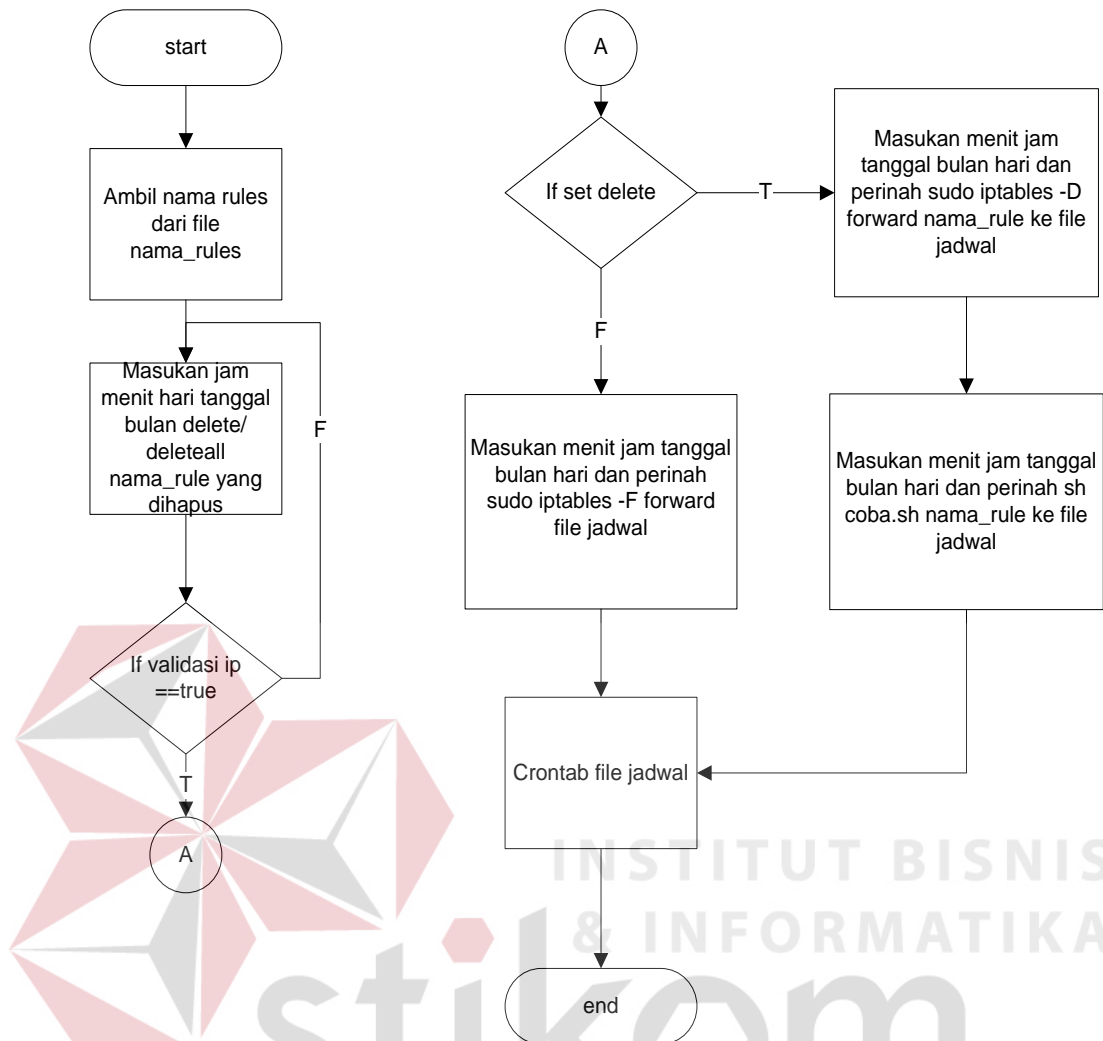 start
Ambil nama rules
dari file
nama_rules
Masukan jam
menit hari tanggal
bulan delete/
deleteall
nama_rule yang
dihapus
F
If validasi ip
==true
T
A
A
If set delete
T
F
Masukan menit jam
tanggal bulan hari dan
perinah sudo iptables -D
forward nama_rule ke file
jadwal
Masukan menit jam tanggal
bulan hari dan perinah
sudo iptables -F forward
file jadwal
Masukan menit jam tanggal
bulan hari dan perinah sh
coba.sh nama_rule ke file
jadwal
Crontab file jadwal
end
INSTITUT BISNIS
& INFORMATIKA
stikom